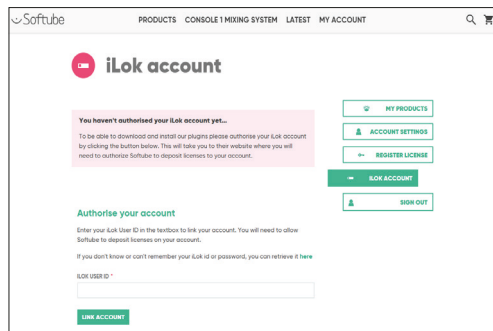 Softube
PRODUCTS CONSOLE 1 MIXING SYSTEM LATEST MY ACCOUNT
iLok account
You haven't authorised your iLok account yet...
To be able to download and install our plugins please authorise your iLok account
by clicking the button below. This will take you to their website where you will
need to authorize Softube to deposit licenses to your account.
MY PRODUCTS
ACCOUNT SETTINGS
REGISTER LICENSE
ILOK ACCOUNT
SIGN OUT
Authorise your account
Enter your iLok User ID in the textbox to link your account. You will need to allow
Softube to deposit licenses on your account.
If you don't know or can't remember your iLok id or password, you can retrieve it here
ILOK USER ID *
LINK ACCOUNT